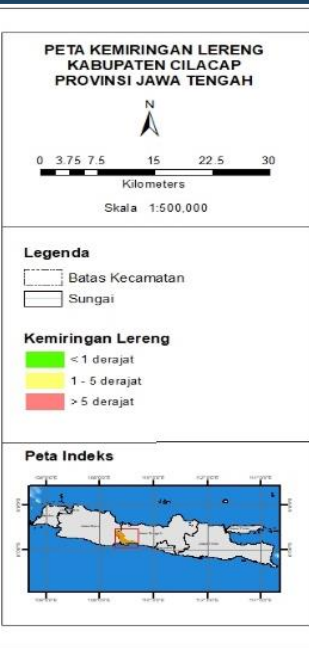 PETA KEMIRINGAN LERENG
KABUPATEN CILACAP
PROVINSI JAWA TENGAH
N
0 3.75 7.5 15 22.5 30
Kilometers
Skala 1:500,000
Legenda
Batas Kecamatan
Sungai
Kemiringan Lereng
< 1 derajat
1 - 5 derajat
> 5 derajat
Peta Indeks